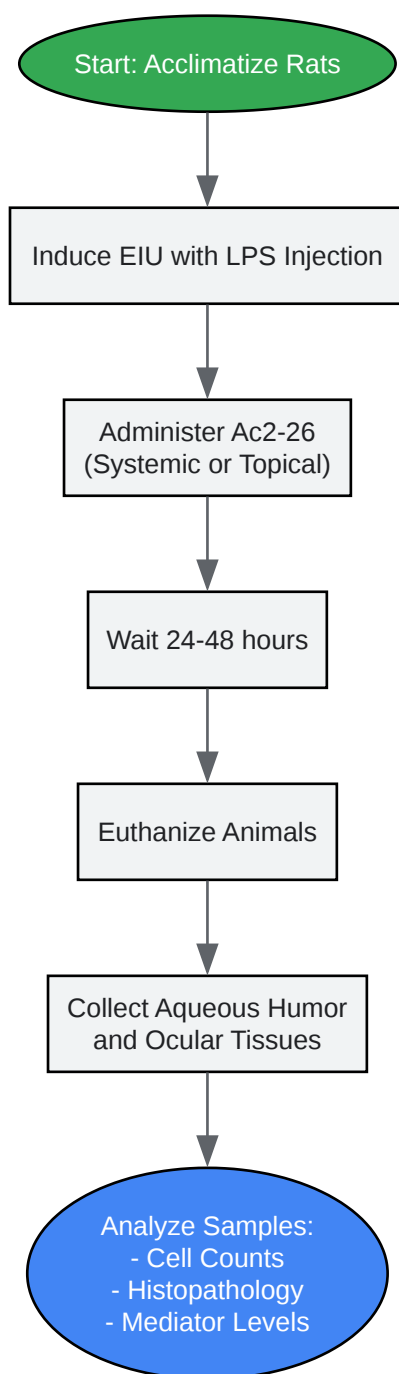 Start: Acclimatize Rats
Induce EIU with LPS Injection
Administer Ac2-26
(Systemic or Topical)
Wait 24-48 hours
Euthanize Animals
Collect Aqueous Humor
and Ocular Tissues
Analyze Samples:
- Cell Counts
- Histopathology
- Mediator Levels